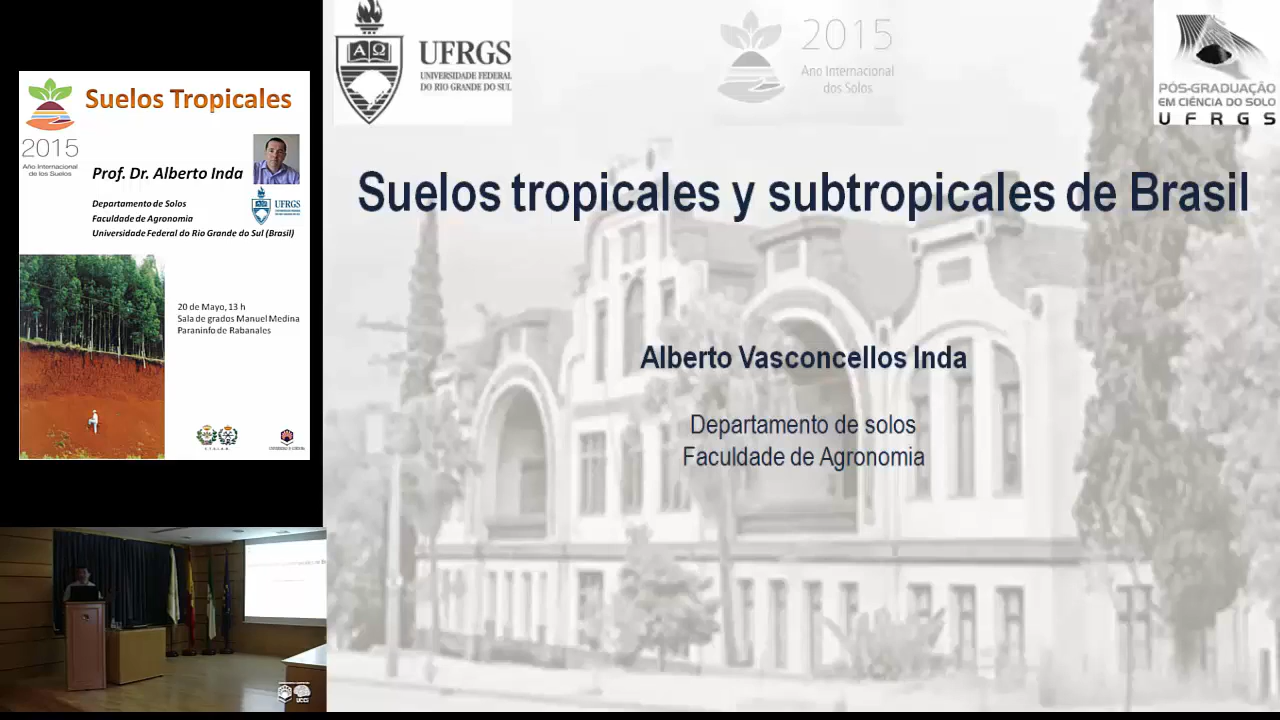 Suelos Tropicales
2015
Año Internacional
de los Suelos
Prof. Dr. Alberto Inda
Departamento de Solos
Faculdade de Agronomia
Universidade Federal do Rio Grande do Sul (Brasil)
UFRGS
20 de Mayo, 13 h
Sala de grados Manuel Medina
Paraninfo de Rabanales
UCO
UFRGS
UNIVERSIDADE FEDERAL
DO RIO GRANDE DO SUL
2015
Ano Internacional
dos Solos
PÓS-GRADUAÇÃO
EM CIÊNCIA DO SOLO
UFRGS
Suelos tropicales y subtropicales de Brasil
Alberto Vasconcellos Inda
Departamento de solos
Faculdade de Agronomia